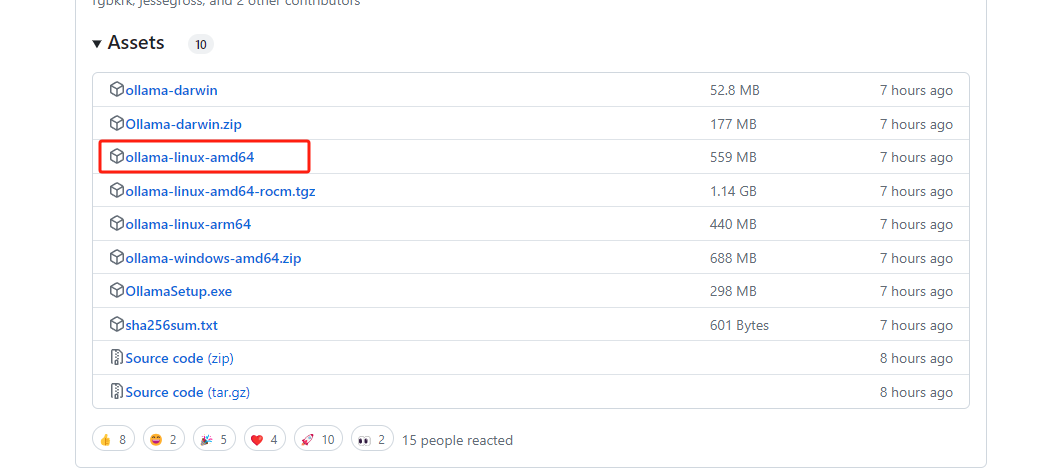 rgbkrk, jessegross, and 2 other contributors
Assets 10
ollama-darwin 52.8 MB 7 hours ago
Ollama-darwin.zip 177 MB 7 hours ago
ollama-linux-amd64 559 MB 7 hours ago
ollama-linux-amd64-rocm.tgz 1.14 GB 7 hours ago
ollama-linux-arm64 440 MB 7 hours ago
ollama-windows-amd64.zip 688 MB 7 hours ago
OllamaSetup.exe 298 MB 7 hours ago
sha256sum.txt 601 Bytes 7 hours ago
Source code (zip) 8 hours ago
Source code (tar.gz) 8 hours ago
8 2 5 4 10 2 15 people reacted